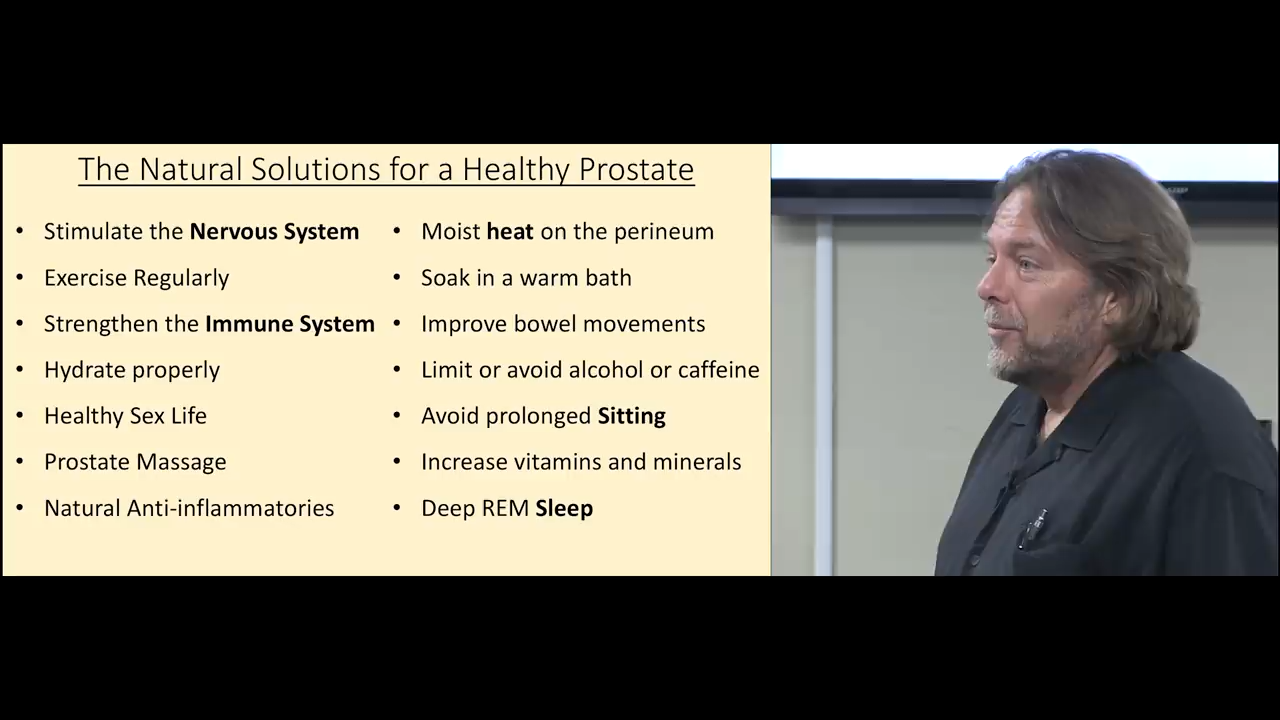 The Natural Solutions for a Healthy Prostate
• Stimulate the Nervous System
• Exercise Regularly
• Strengthen the Immune System
• Hydrate properly
• Healthy Sex Life
• Prostate Massage
• Natural Anti-inflammatories
• Moist heat on the perineum
• Soak in a warm bath
• Improve bowel movements
• Limit or avoid alcohol or caffeine
• Avoid prolonged Sitting
• Increase vitamins and minerals
• Deep REM Sleep